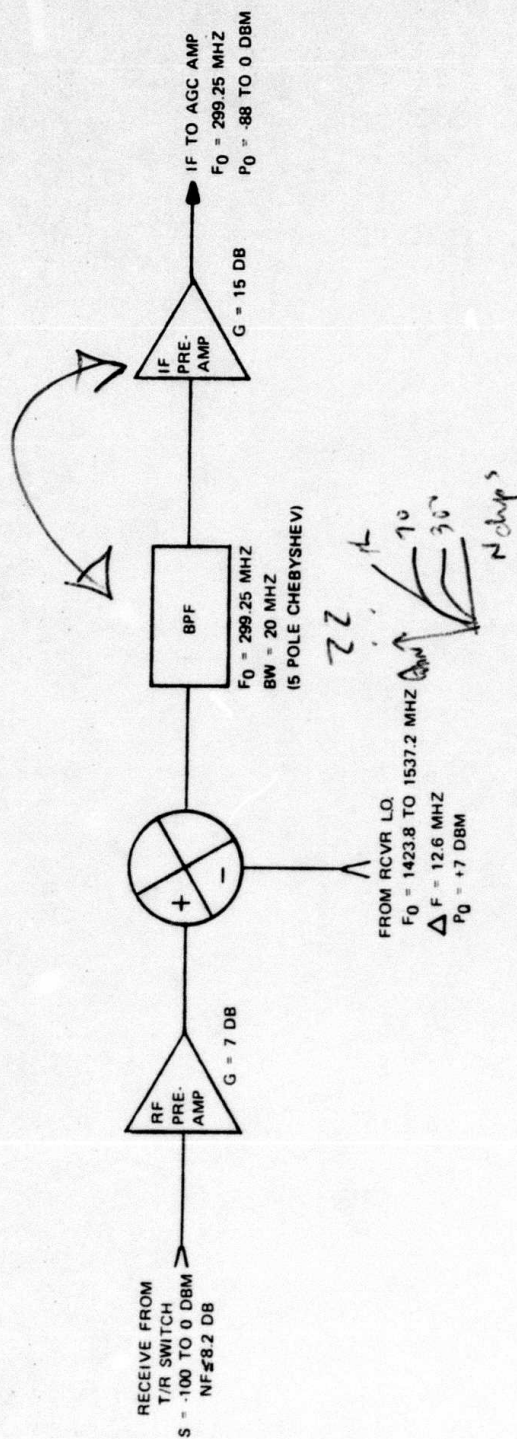 RECEIVE FROM
T/R SWITCH
S = -100 TO 0 DBM
NF≤8.2 DB
RF
PRE-
AMP
G = 7 DB
+
-
FROM RCVR LO.
F0 = 1423.8 TO 1537.2 MHZ
Δ F = 12.6 MHZ
P0 = +7 DBM
BPF
F0 = 299.25 MHZ
BW = 20 MHZ
(5 POLE CHEBYSHEV)
IF
PRE-
AMP
G = 15 DB
IF TO AGC AMP
F0 = 299.25 MHZ
P0 = -88 TO 0 DBM
??
70
300
N chips